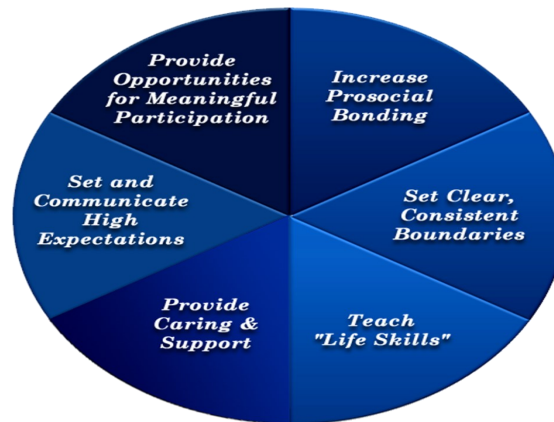 Provide
Opportunities
for Meaningful
Participation
Increase
Prosocial
Bonding
Set Clear,
Consistent
Boundaries
Teach
"Life Skills"
Provide
Caring &
Support
Set and
Communicate
High
Expectations